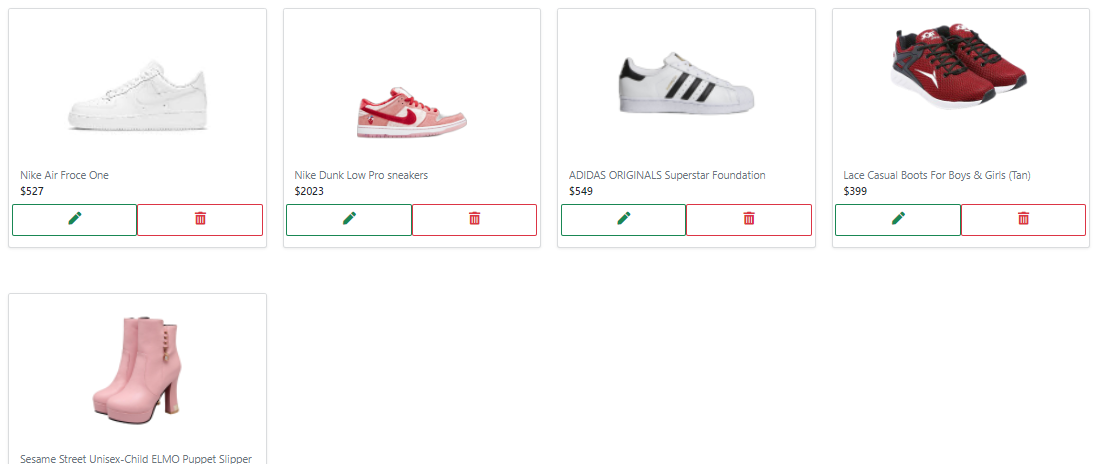 Nike Air Froce One
$527
Nike Dunk Low Pro sneakers
$2023
ADIDAS ORIGINALS Superstar Foundation
$549
Lace Casual Boots For Boys & Girls (Tan)
$399
Sesame Street Unisex-Child ELMO Puppet Slipper